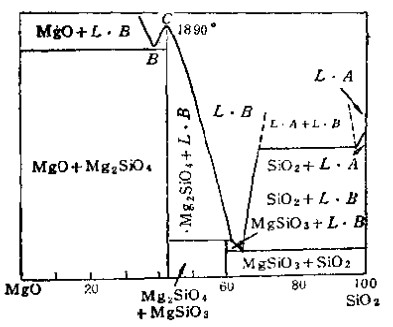 MgO + L · B
C
1890°
B
L · A
L · B
L · A + L · B
MgO + Mg₂SiO₄
Mg₂SiO₄ + L · B
SiO₂ + L · A
SiO₂ + L · B
MgSiO₃ + L · B
MgSiO₃ + SiO₂
MgO
20
Mg₂SiO₄
+ MgSiO₃
60
80
100
SiO₂